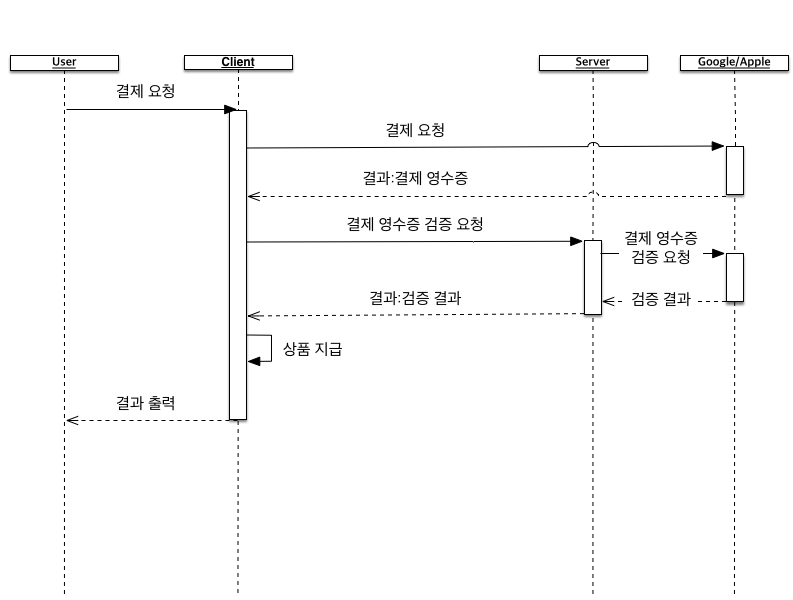 User
Client
Server
Google/Apple
결제 요청
결제 요청
결과:결제 영수증
결제 영수증 검증 요청
결제 영수증
검증 요청
결과:검증 결과
검증 결과
상품 지급
결과 출력